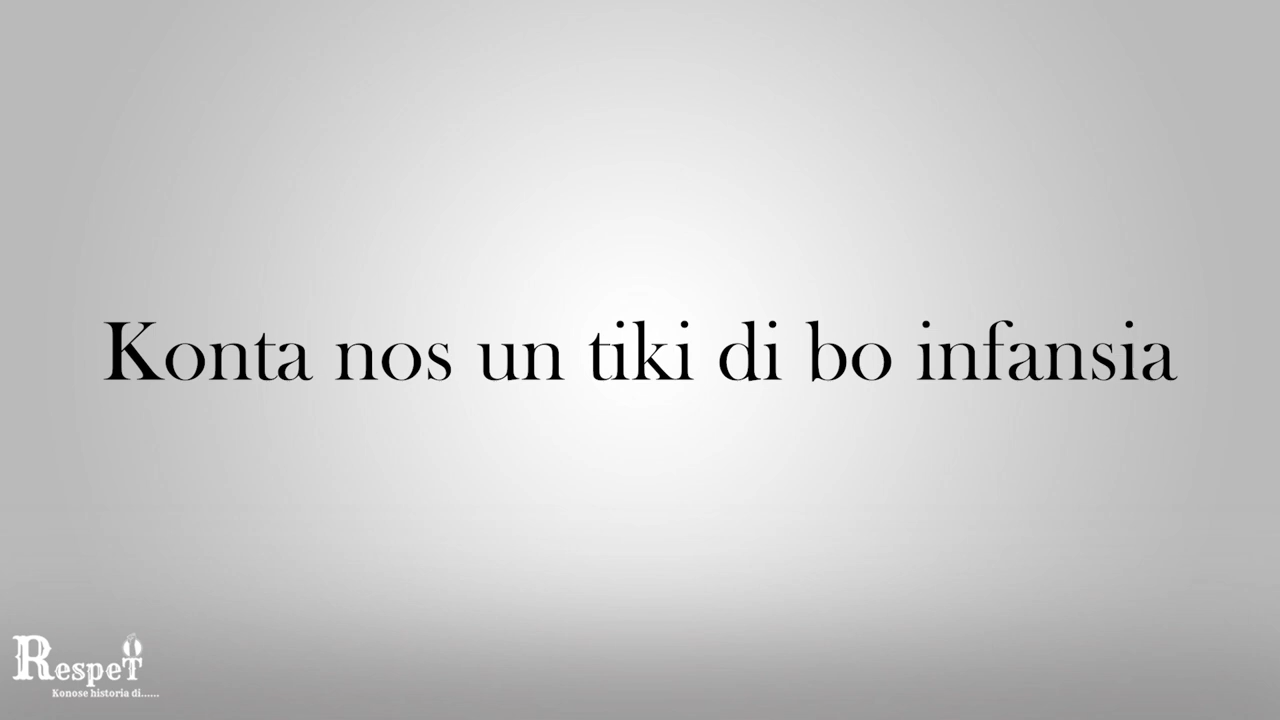 Konta nos un tiki di bo infansia
Respet
Konose historia di......